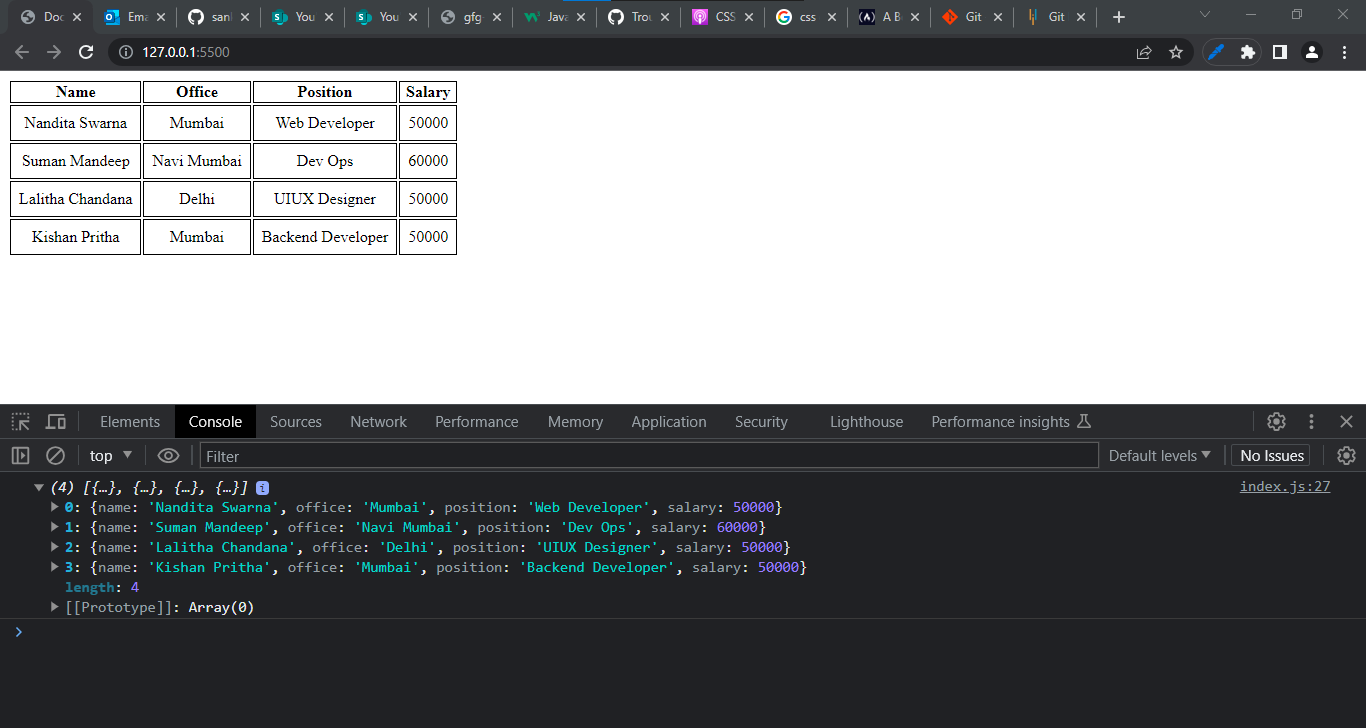 Doc Ema sanl You You gfg Java Trou CSS css A B Git Git
127.0.0.1:5500
Name Office Position Salary
Nandita Swarna Mumbai Web Developer 50000
Suman Mandeep Navi Mumbai Dev Ops 60000
Lalitha Chandana Delhi UIUX Designer 50000
Kishan Pritha Mumbai Backend Developer 50000
Elements Console Sources Network Performance Memory Application Security Lighthouse Performance insights
top Filter Default levels No Issues
(4) [{…}, {…}, {…}, {…}] index.js:27
0: {name: 'Nandita Swarna', office: 'Mumbai', position: 'Web Developer', salary: 50000}
1: {name: 'Suman Mandeep', office: 'Navi Mumbai', position: 'Dev Ops', salary: 60000}
2: {name: 'Lalitha Chandana', office: 'Delhi', position: 'UIUX Designer', salary: 50000}
3: {name: 'Kishan Pritha', office: 'Mumbai', position: 'Backend Developer', salary: 50000}
length: 4
[[Prototype]]: Array(0)